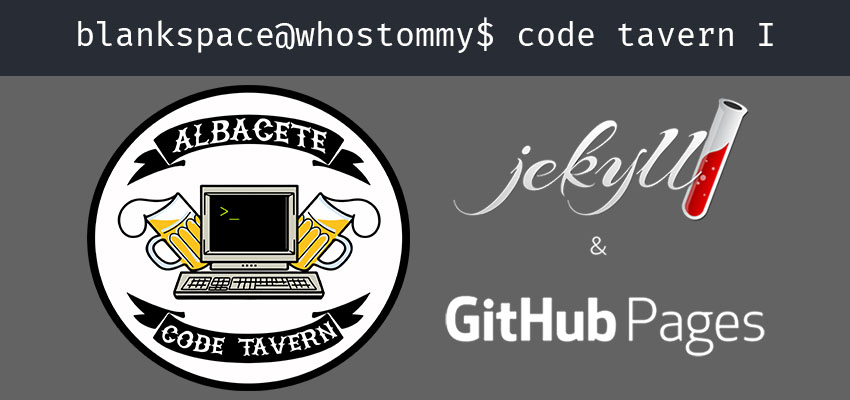 blankspace@whostommy$ code tavern I
ALBACETE
>_
CODE TAVERN
jekyll
&
GitHub Pages